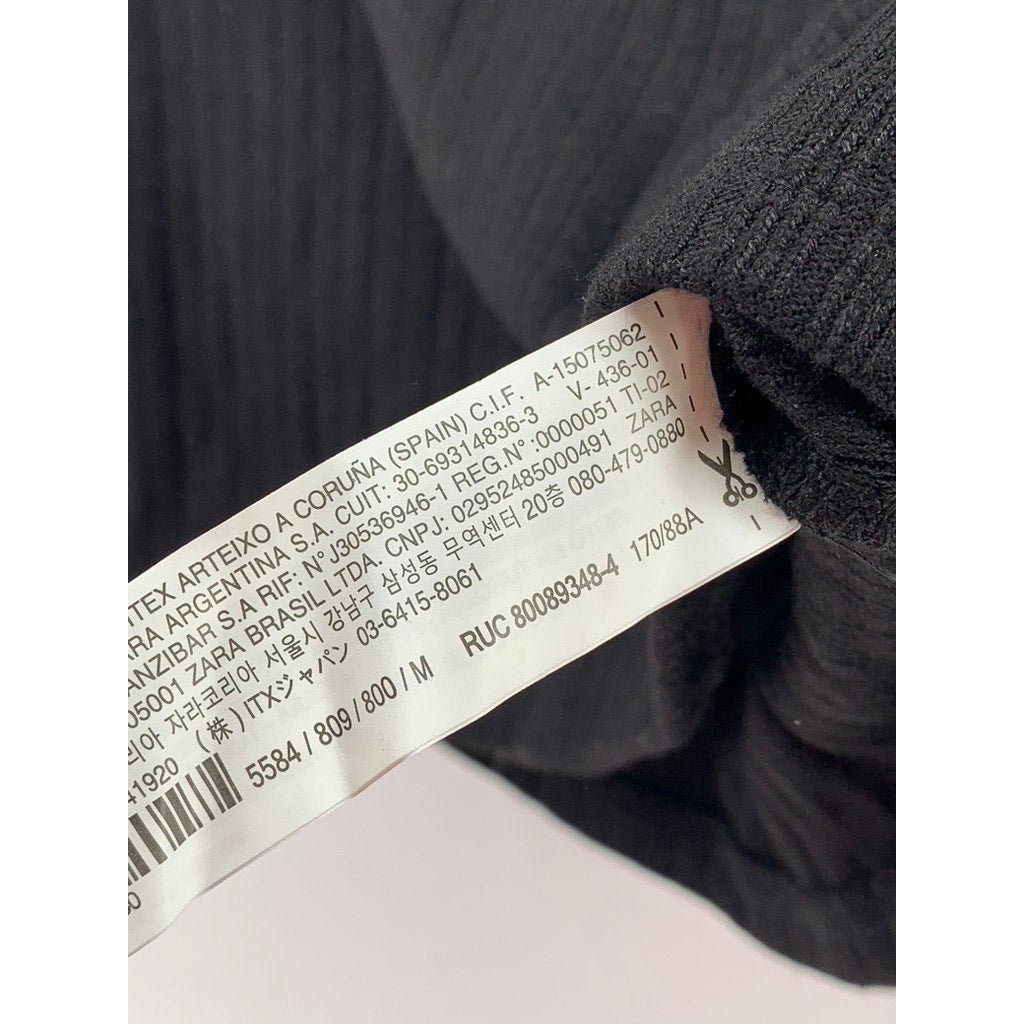 ITEX ARTEIXO A CORUÑA (SPAIN) C.I.F. A-15075062
ARA ARGENTINA S.A. CUIT: 30-69314836-3 V- 436-01
ANZIBAR S.A RIF: N° J30536946-1 REG.N° :0000051 TI-02
05001 ZARA BRASIL LTDA. CNPJ: 02952485000491 ZARA
리아 자라코리아 서울시 강남구 삼성동 무역센터 20층 080-479-0880
41920 (株) ITXジャパン 03-6415-8061
5584 / 809 / 800 / M RUC 80089348-4 170/88A